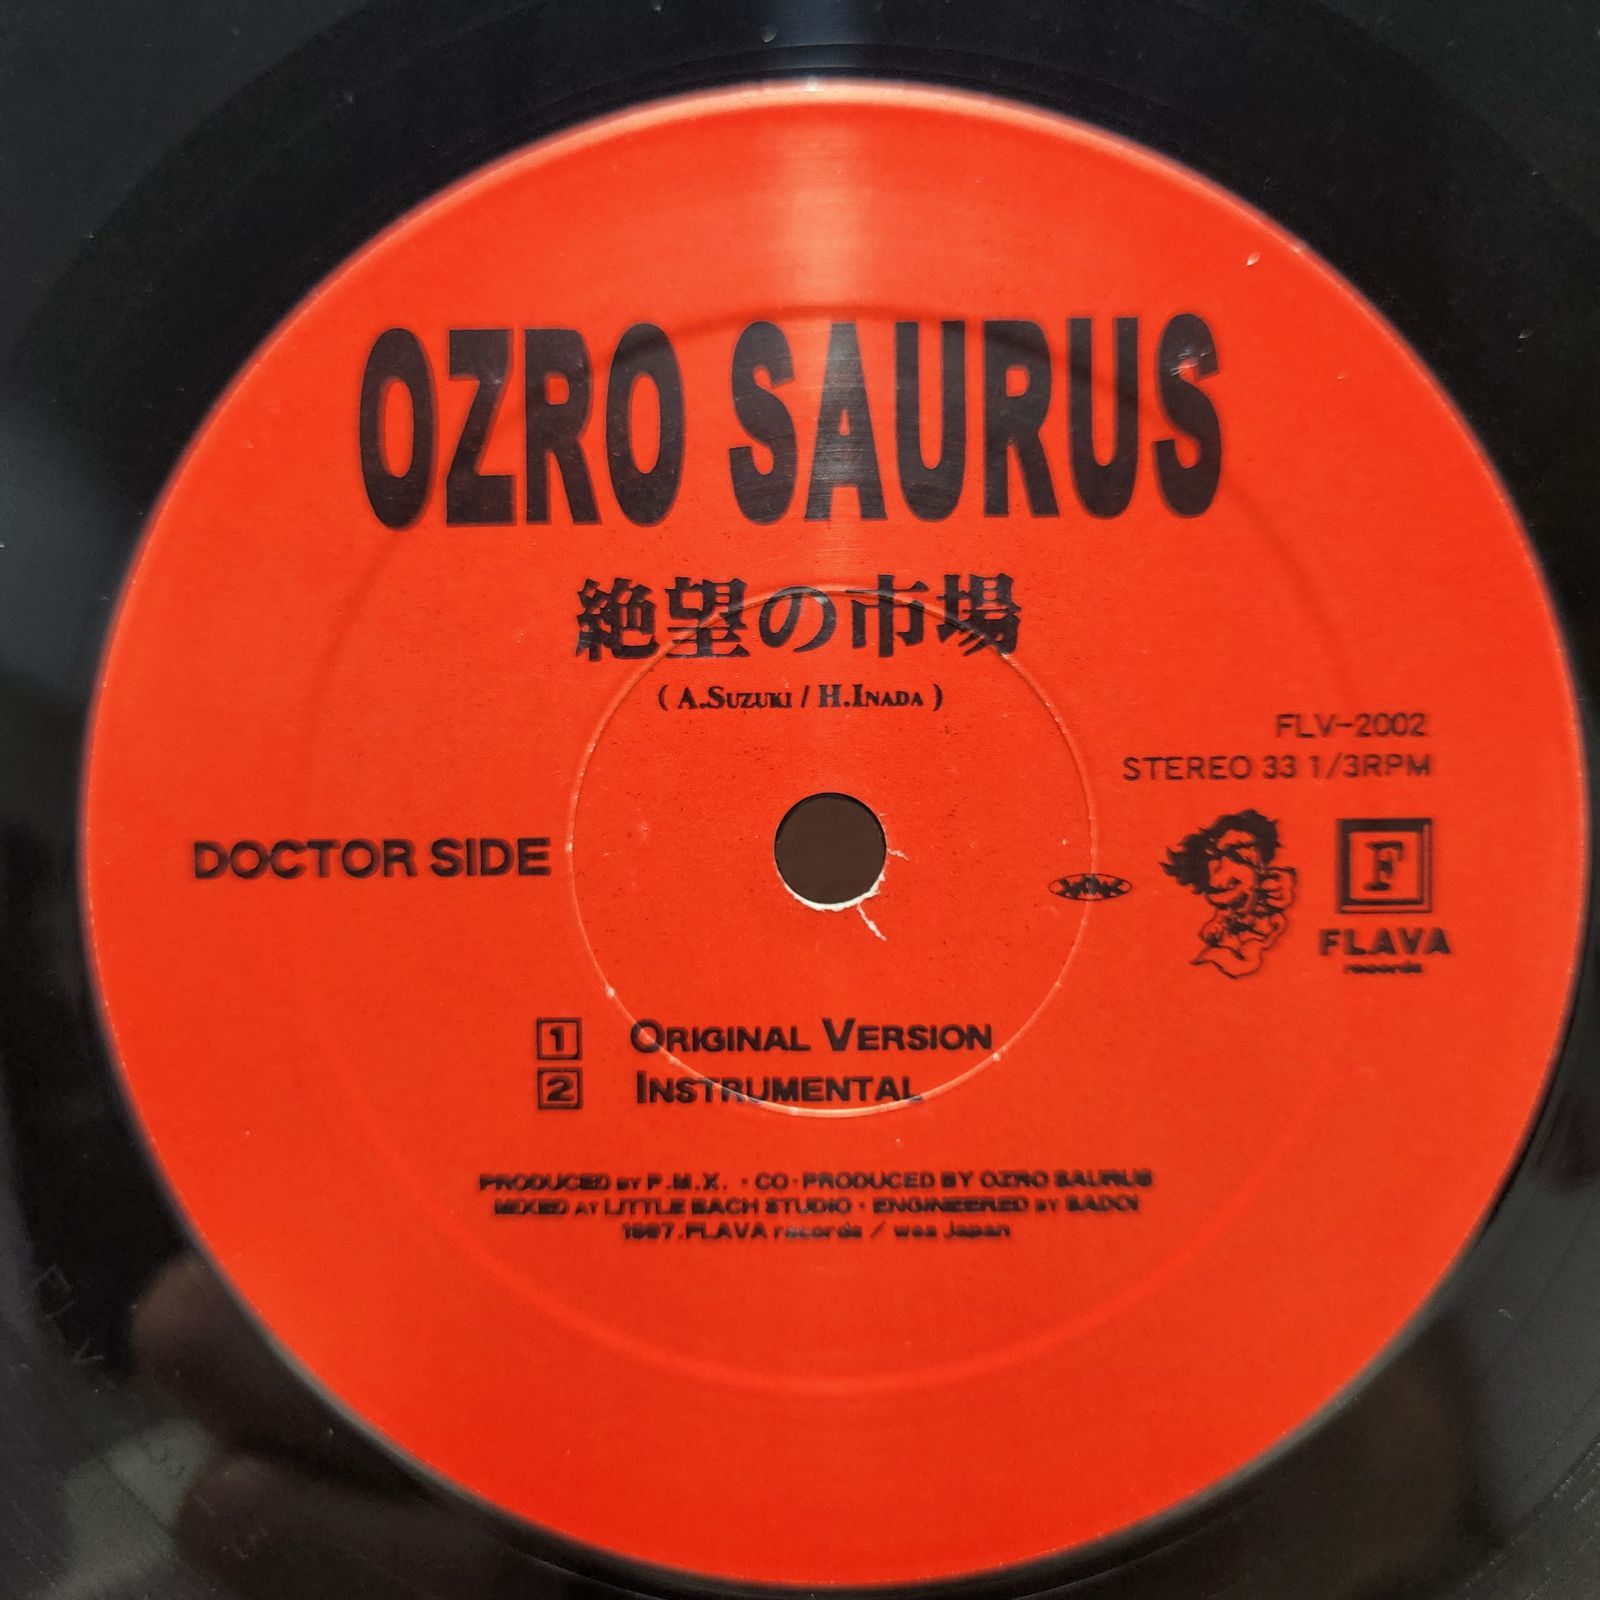 OZRO SAURUS
絶望の市場
( A.SUZUKI / H.INADA )
FLV-2002
STEREO 33 1/3RPM
DOCTOR SIDE
F
FLAVA
records
1 ORIGINAL VERSION
2 INSTRUMENTAL
PRODUCED BY P.M.X. · CO-PRODUCED BY OZRO SAURUS
MIXED AT LITTLE BACH STUDIO · ENGINEERED BY SADOI
1997.FLAVA records / wea Japan